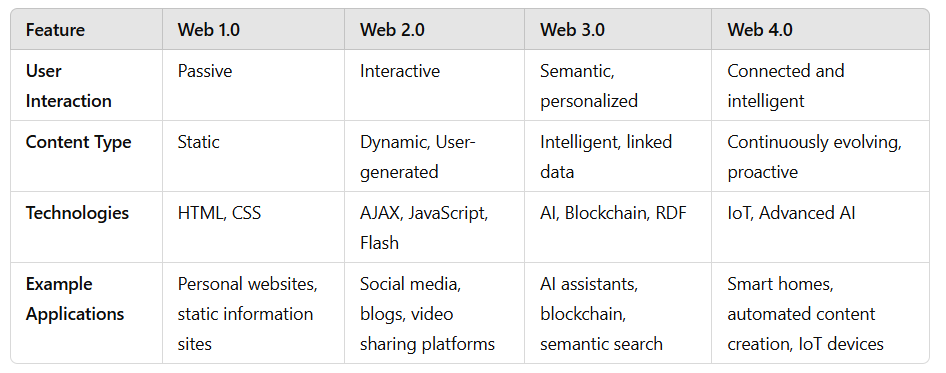 Feature Web 1.0 Web 2.0 Web 3.0 Web 4.0
User Interaction Passive Interactive Semantic, personalized Connected and intelligent
Content Type Static Dynamic, User-generated Intelligent, linked data Continuously evolving, proactive
Technologies HTML, CSS AJAX, JavaScript, Flash AI, Blockchain, RDF IoT, Advanced AI
Example Applications Personal websites, static information sites Social media, blogs, video sharing platforms AI assistants, blockchain, semantic search Smart homes, automated content creation, IoT devices